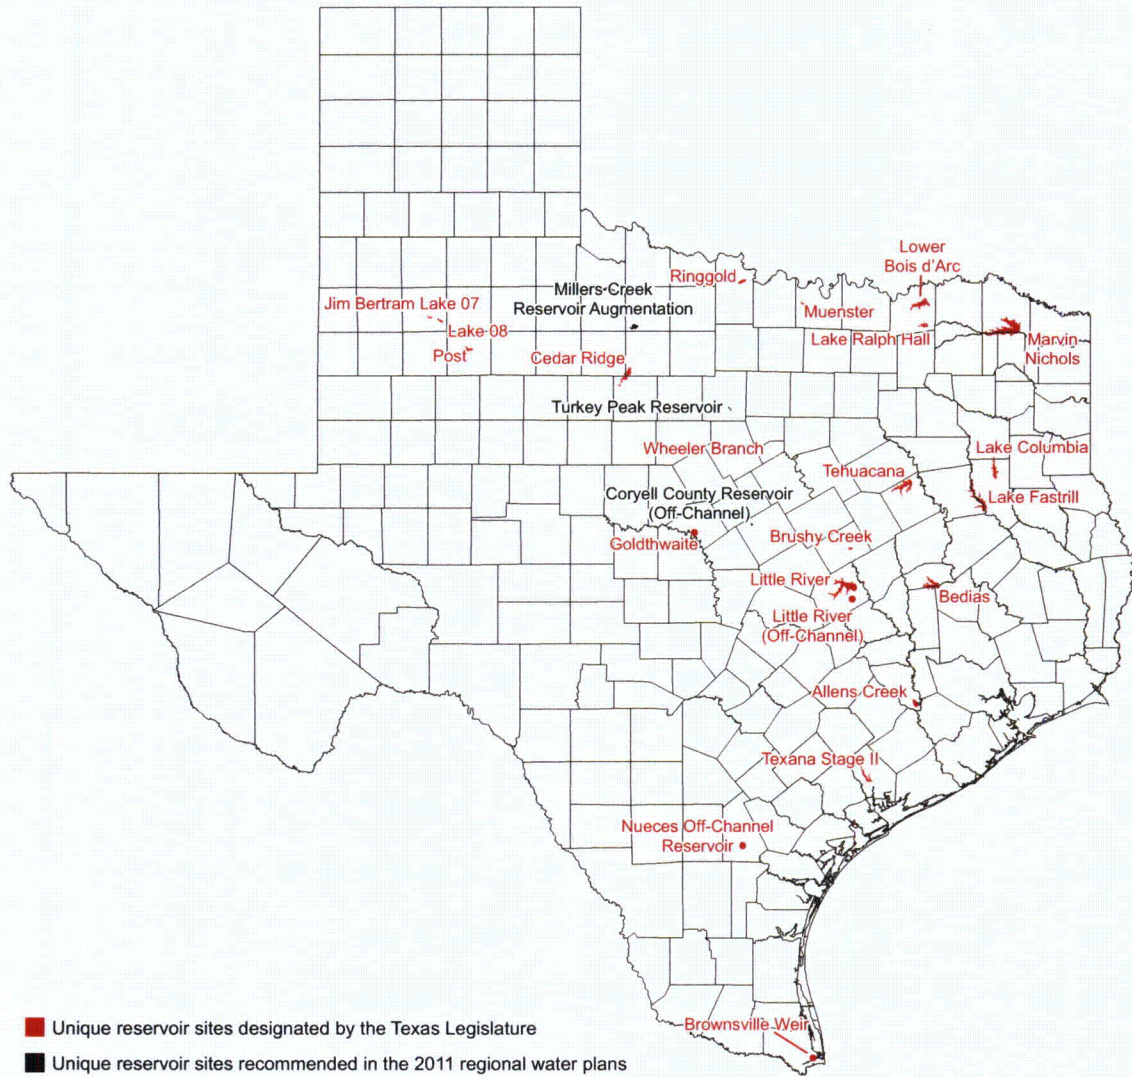 Lower
Bois d'Arc
Ringgold
Millers Creek
Reservoir Augmentation
Jim Bertram Lake 07
Muenster
Lake 08
Lake Ralph Hall
Marvin
Nichols
Post
Cedar Ridge
Turkey Peak Reservoir
Wheeler Branch
Lake Columbia
Tehuacana
Coryell County Reservoir
(Off-Channel)
Lake Fastrill
Goldthwaite
Brushy Creek
Little River
Bedias
Little River
(Off-Channel)
Allens Creek
Texana Stage II
Nueces Off-Channel
Reservoir
Brownsville Weir
Unique reservoir sites designated by the Texas Legislature
Unique reservoir sites recommended in the 2011 regional water plans